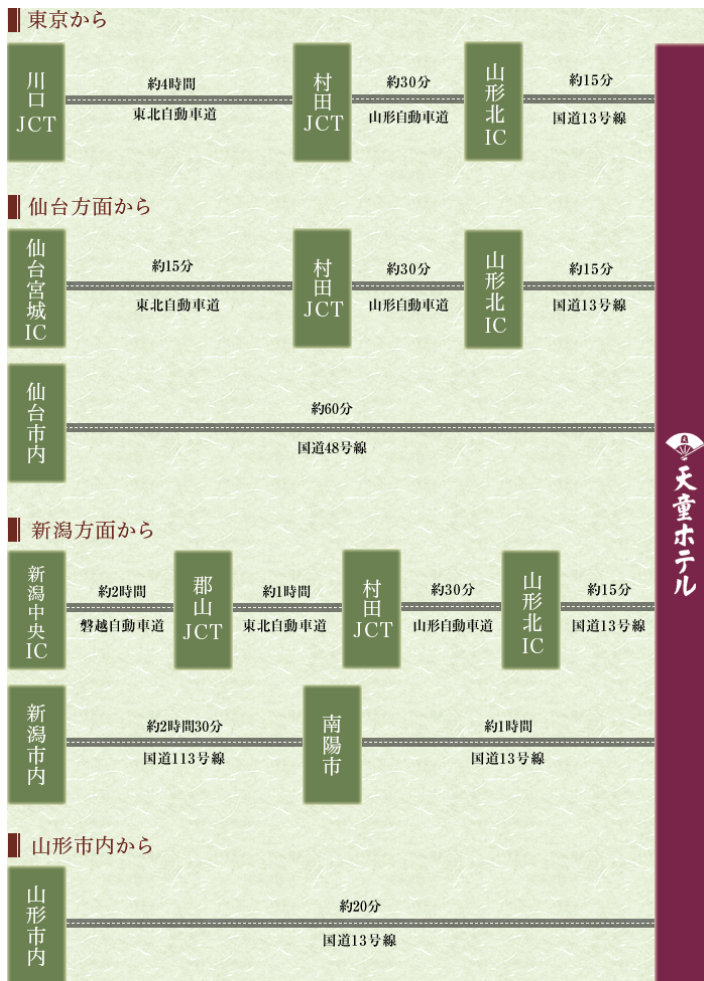 東京から
川口JCT
約4時間
東北自動車道
村田JCT
約30分
山形自動車道
山形北IC
約15分
国道13号線
仙台方面から
仙台宮城IC
約15分
東北自動車道
村田JCT
約30分
山形自動車道
山形北IC
約15分
国道13号線
仙台市内
約60分
国道48号線
新潟方面から
新潟中央IC
約2時間
磐越自動車道
郡山JCT
約1時間
東北自動車道
村田JCT
約30分
山形自動車道
山形北IC
約15分
国道13号線
新潟市内
約2時間30分
国道113号線
南陽市
約1時間
国道13号線
山形市内から
山形市内
約20分
国道13号線
天童ホテル